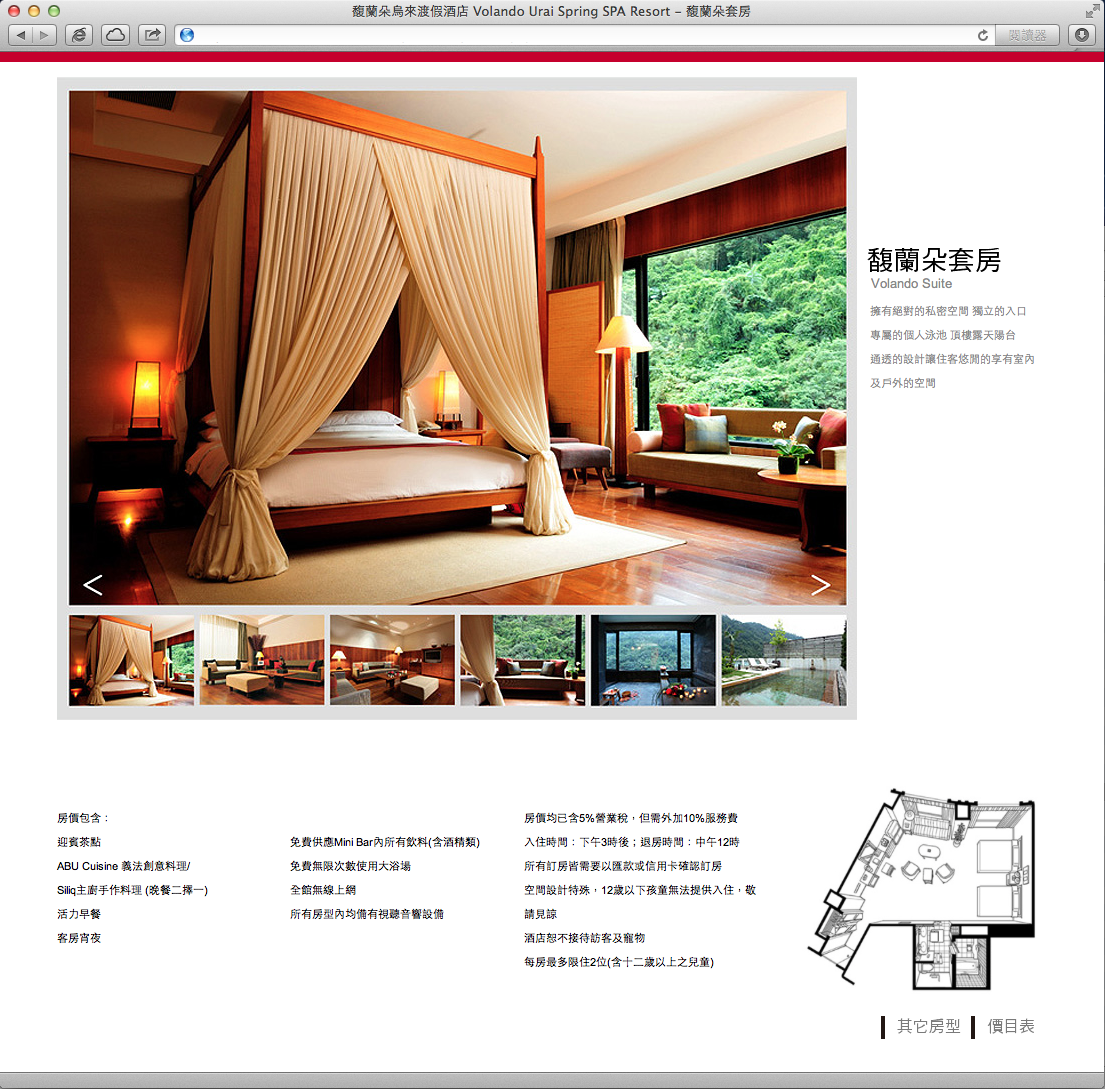 馥蘭朵烏來渡假酒店 Volando Urai Spring SPA Resort – 馥蘭朵套房
閱讀器
馥蘭朵套房
Volando Suite
擁有絕對的私密空間 獨立的入口
專屬的個人泳池 頂樓露天陽台
通透的設計讓住客悠閒的享有室內
及戶外的空間
房價包含：
迎賓茶點
ABU Cuisine 義法創意料理/
Siliq主廚手作料理 (晚餐二擇一)
活力早餐
客房宵夜
免費供應Mini Bar內所有飲料(含酒精類)
免費無限次數使用大浴場
全館無線上網
所有房型內均備有視聽音響設備
房價均已含5%營業稅，但需外加10%服務費
入住時間：下午3時後；退房時間：中午12時
所有訂房皆需要以匯款或信用卡確認訂房
空間設計特殊，12歲以下孩童無法提供入住，敬
請見諒
酒店恕不接待訪客及寵物
每房最多限住2位(含十二歲以上之兒童)
其它房型
價目表